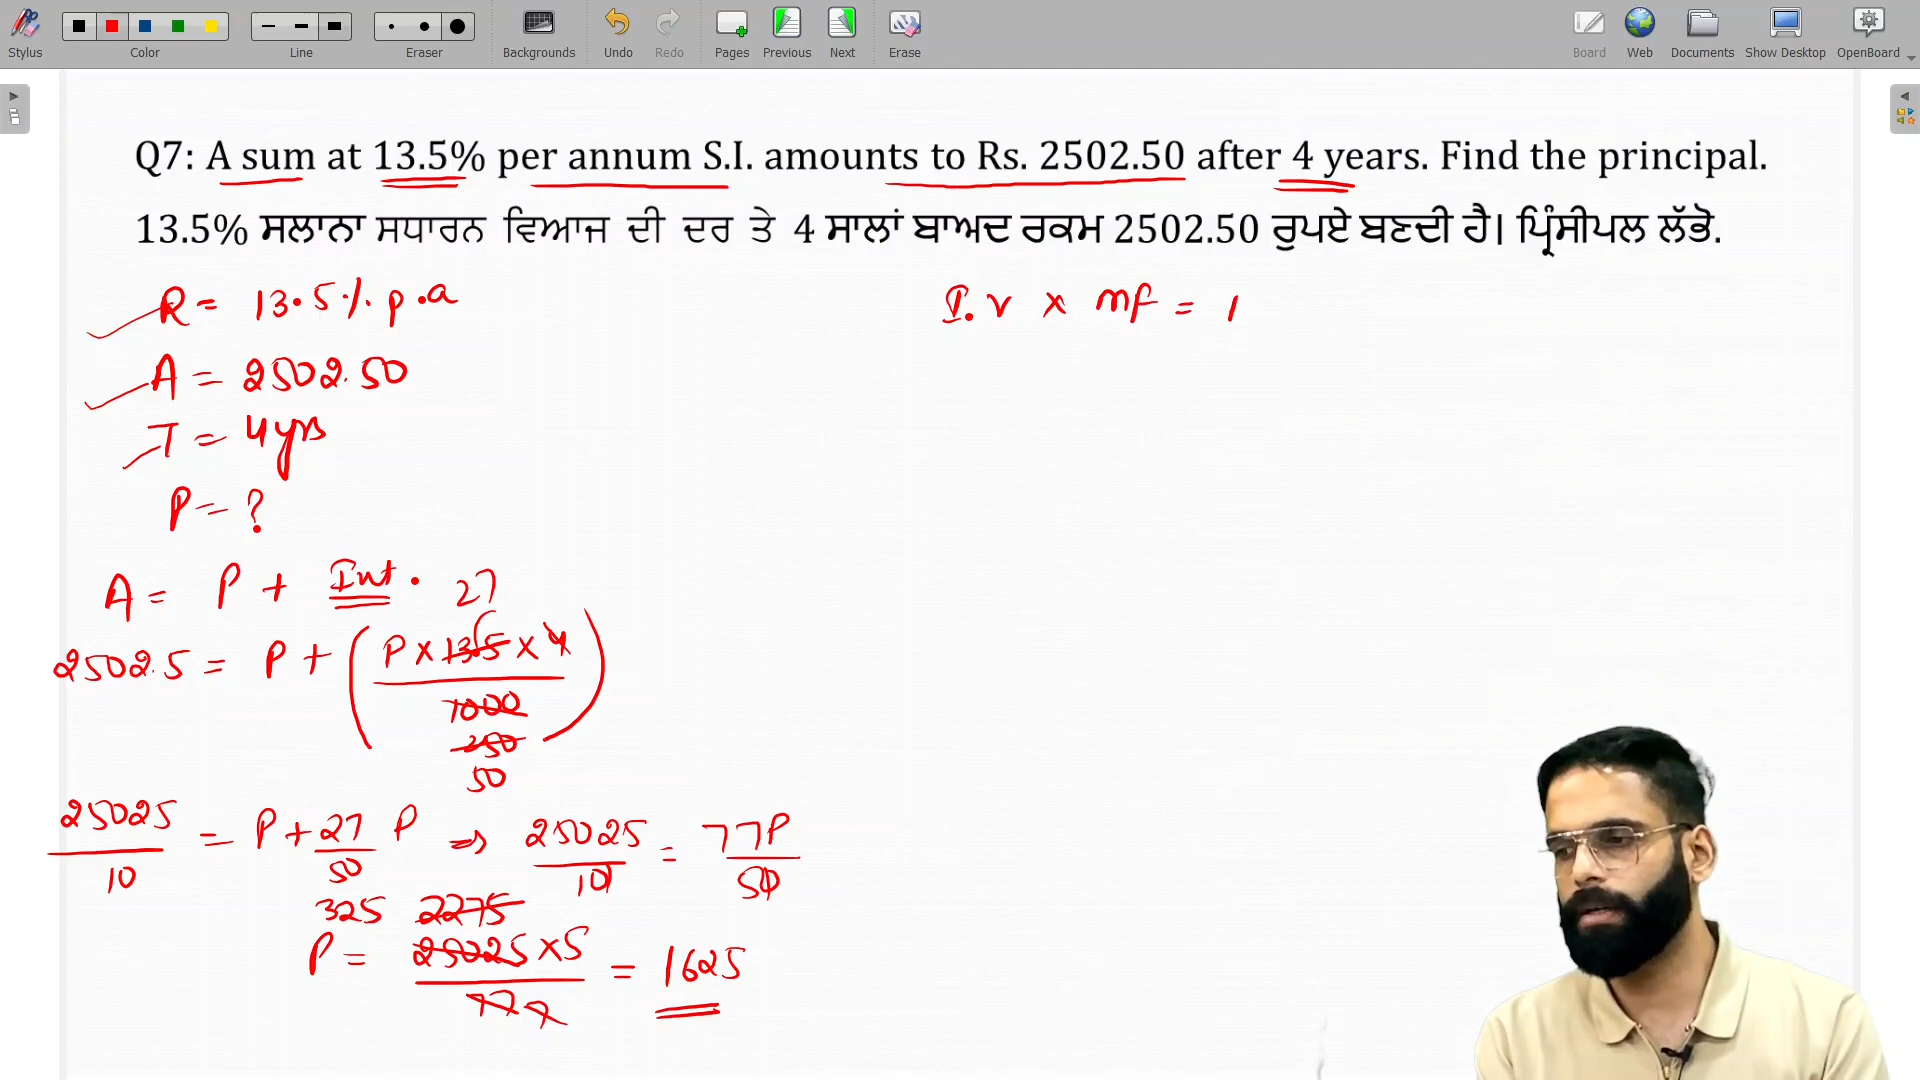 Stylus Color Line Eraser Backgrounds Undo Redo Pages Previous Next Erase Board Web Documents Show Desktop OpenBoard
Q7: A sum at 13.5% per annum S.I. amounts to Rs. 2502.50 after 4 years. Find the principal.
13.5% ਸਲਾਨਾ ਸਧਾਰਨ ਵਿਆਜ ਦੀ ਦਰ ਤੇ 4 ਸਾਲਾਂ ਬਾਅਦ ਰਕਮ 2502.50 ਰੁਪਏ ਬਣਦੀ ਹੈ। ਪ੍ਰਿੰਸੀਪਲ ਲੱਭੋ.
R = 13.5% p.a
I.v x mf =
A = 2502.50
T = 4yrs
P = ?
A = P + Int.
27
2502.5 = P + (P x 13.5 x 4
1000)
250
50
25025/10 = P + 27/50 P => 25025/10 = 77P/50
325 2275
P = 25025 x 5 / 77 7 = 1625